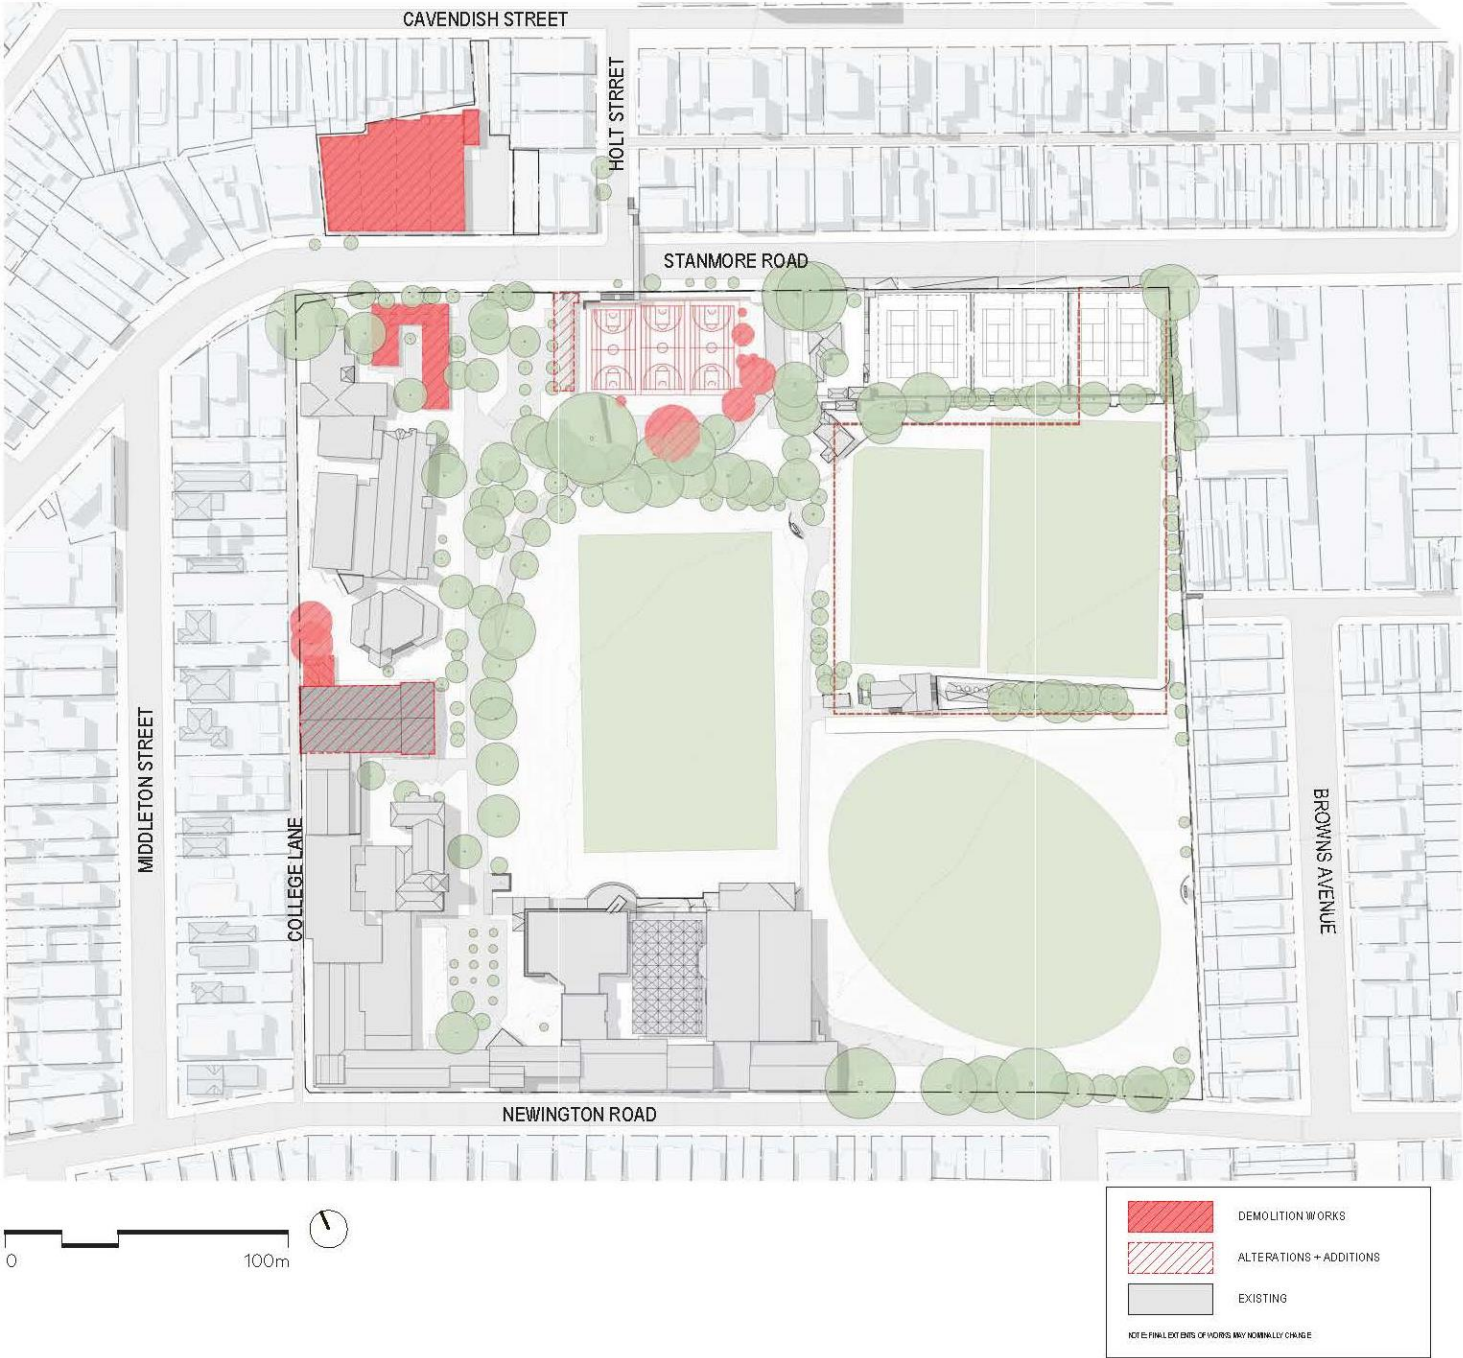 CAVENDISH STREET
HOLT STRRET
STANMORE ROAD
MIDDLETON STREET
COLLEGE LANE
BROWNS AVENUE
NEWINGTON ROAD
0 100m
DEMOLITION WORKS
ALTERATIONS + ADDITIONS
EXISTING
NOTE: FINAL EXTENTS OF WORKS MAY NOMINALLY CHANGE